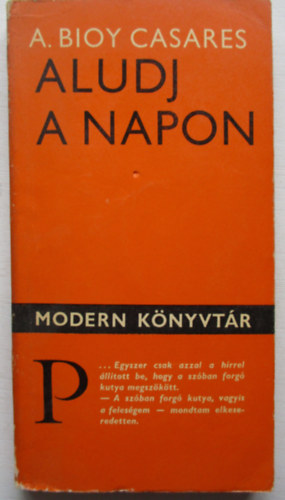 A. BIOY CASARES
ALUDJ
A NAPON
MODERN KÖNYVTÁR
P
... Egyszer csak azzal a hírrel
állított be, hogy a szóban forgó
kutya megszökött.
— A szóban forgó kutya, vagyis
a feleségem — mondtam elkese-
redetten.